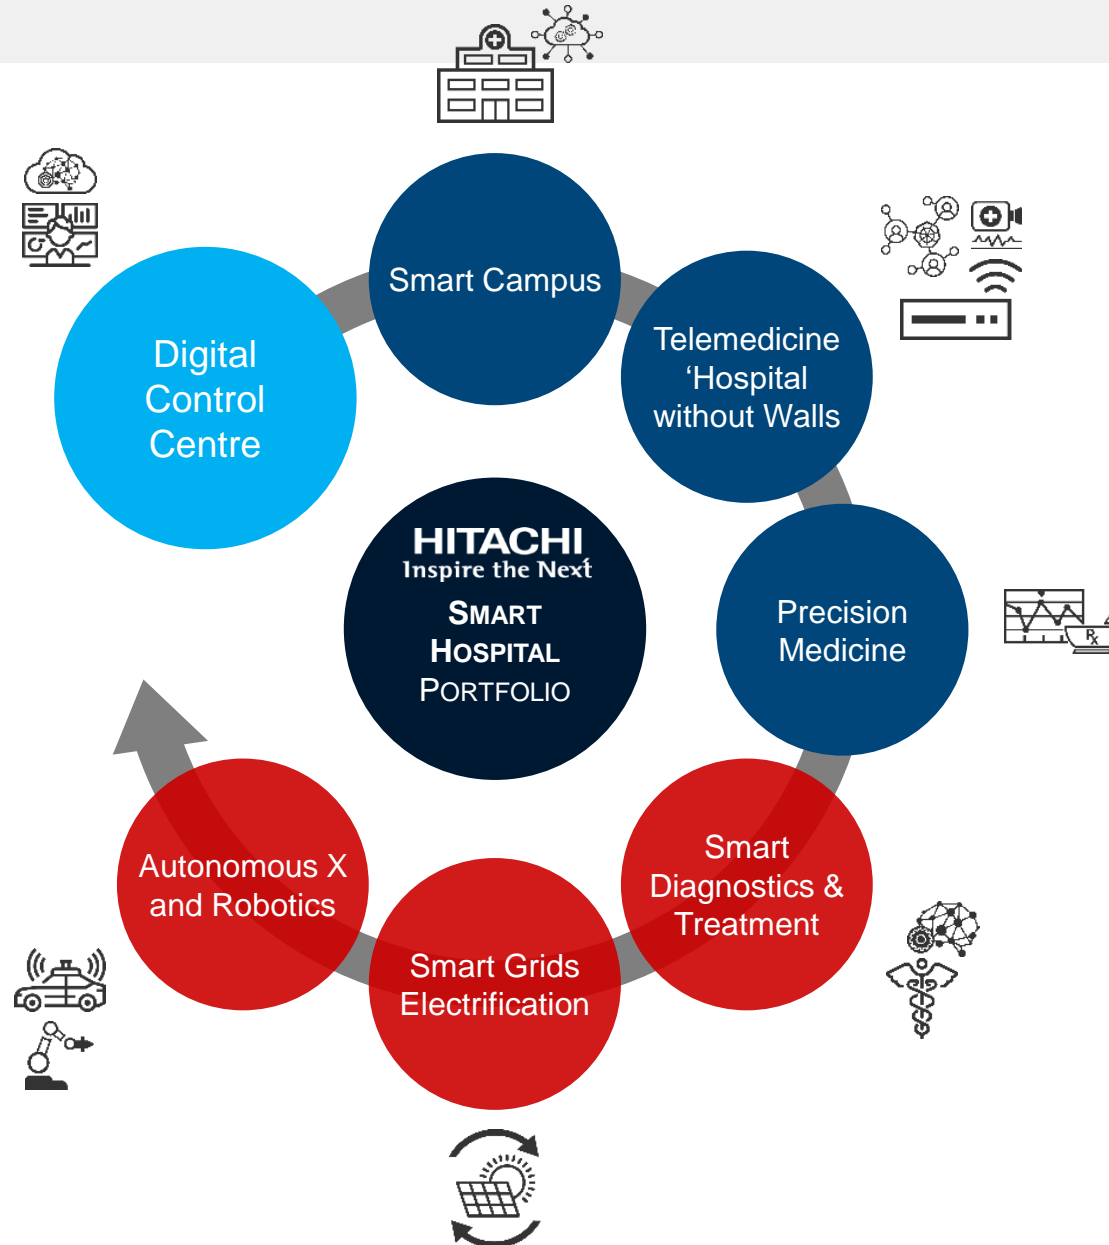 Smart Campus
Digital
Control
Centre
Telemedicine
‘Hospital
without Walls
HITACHI
Inspire the Next
SMART
HOSPITAL
PORTFOLIO
Precision
Medicine
Rx
Smart
Diagnostics &
Treatment
Autonomous X
and Robotics
Smart Grids
Electrification